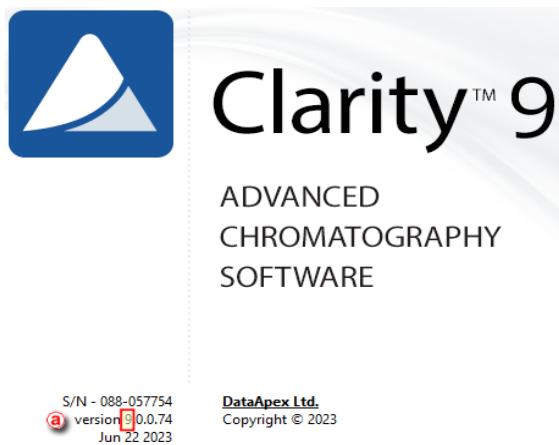 Clarity™ 9
ADVANCED
CHROMATOGRAPHY
SOFTWARE
S/N - 088-057754
a version 9.0.0.74
Jun 22 2023
DataApex Ltd.
Copyright © 2023